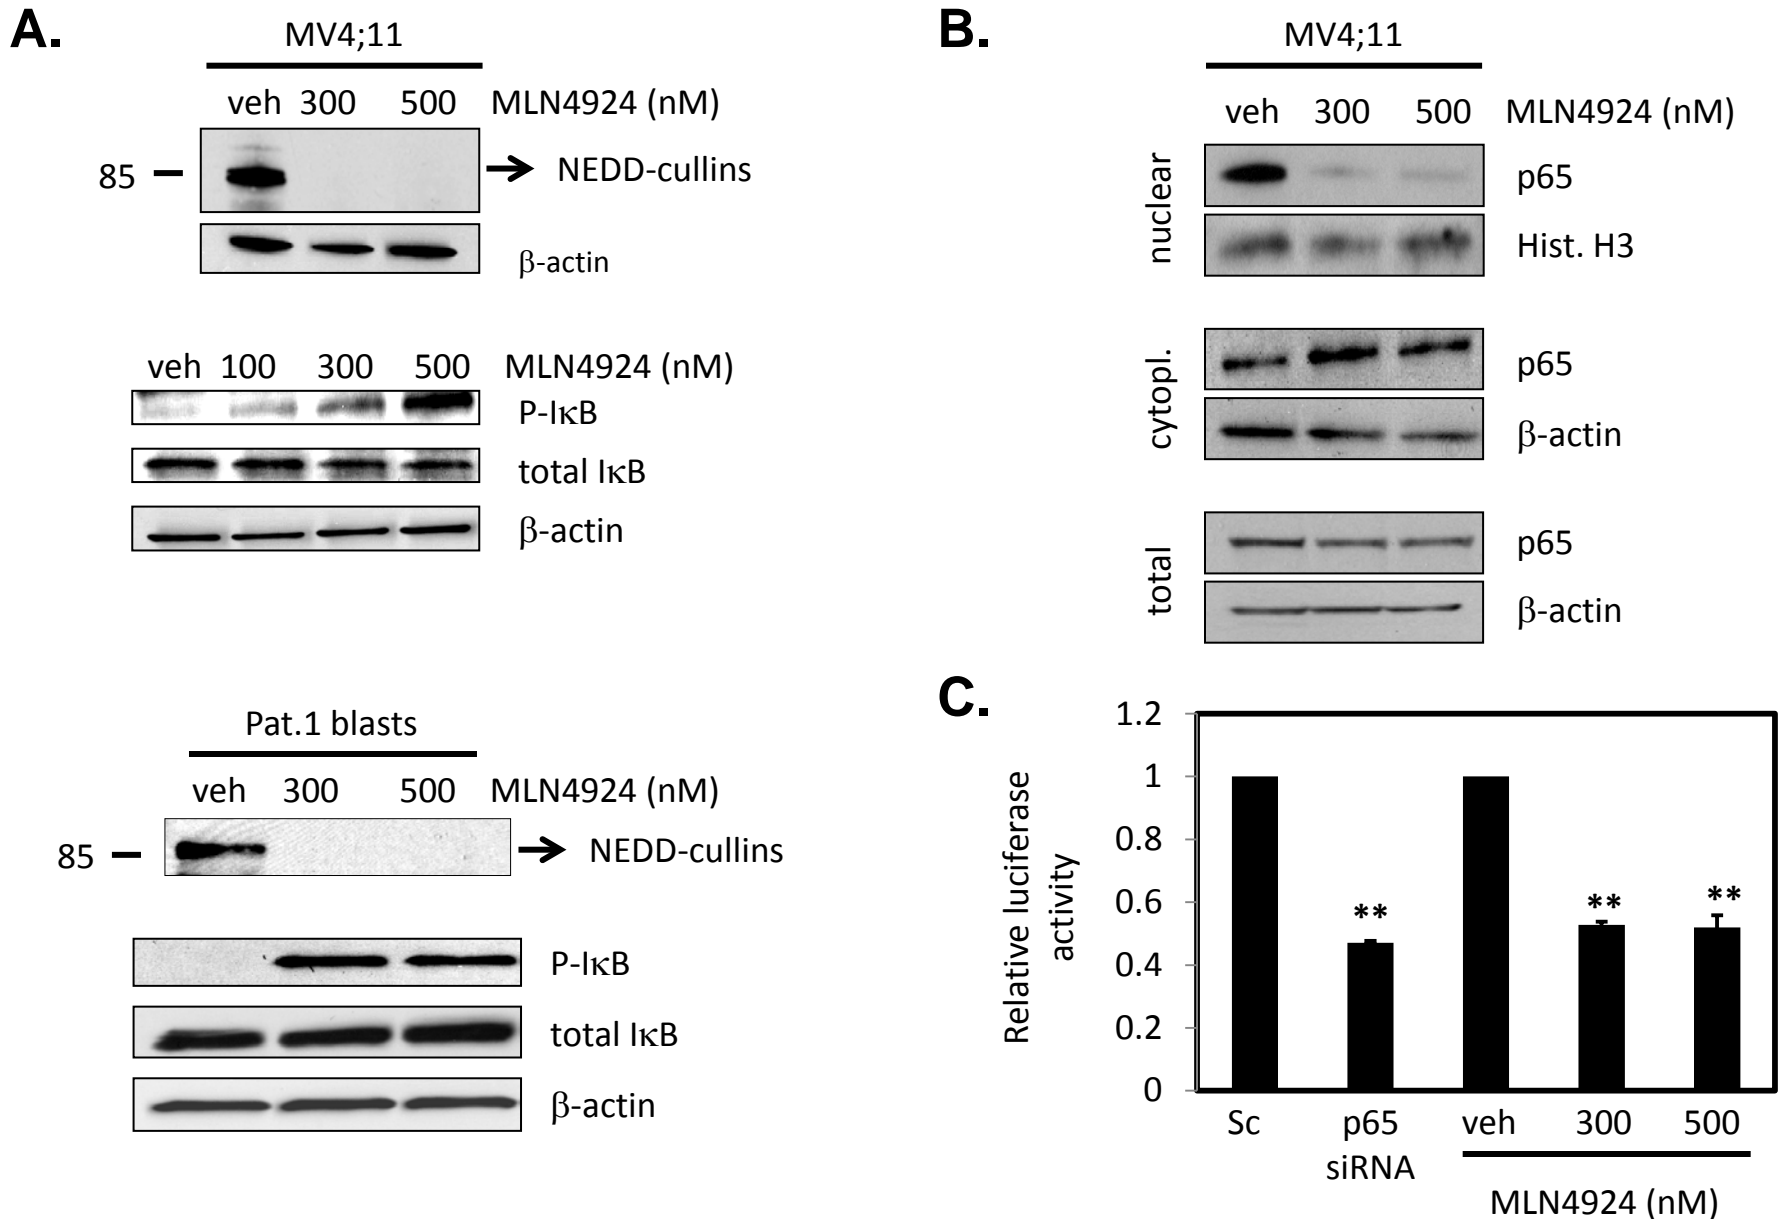 A.
MV4;11
veh 300 500 MLN4924 (nM)
85 NEDD-cullins
β-actin
veh 100 300 500 MLN4924 (nM)
P-IκB
total IκB
β-actin
Pat.1 blasts
veh 300 500 MLN4924 (nM)
85 NEDD-cullins
P-IκB
total IκB
β-actin
B.
MV4;11
veh 300 500 MLN4924 (nM)
nuclear
p65
Hist. H3
cytopl.
p65
β-actin
total
p65
β-actin
C.
Relative luciferase
activity
1.2
1
0.8
0.6
0.4
0.2
0
** ** **
Sc p65 veh 300 500
siRNA
MLN4924 (nM)